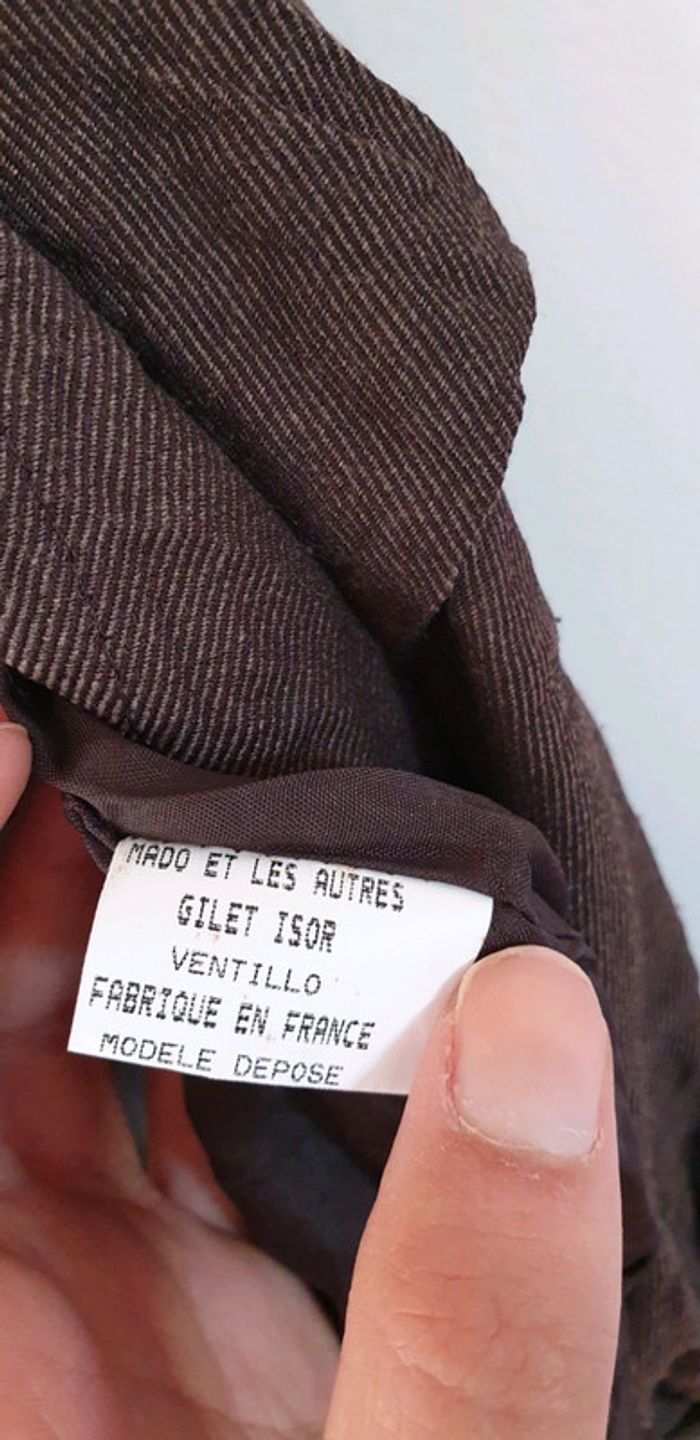 MADO ET LES AUTRES
GILET ISOR
VENTILLO
FABRIQUE EN FRANCE
MODELE DEPOSE